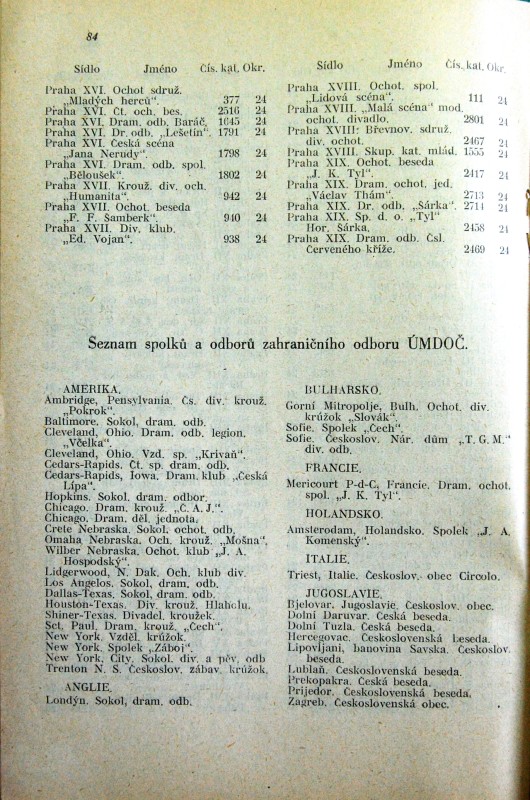 84
Sídlo Jméno Čís. kat. Okr.
Praha XVI. Ochot sdruž.
„Mladých herců“. 377 24
Praha XVI. Čt. och. bes. 2516 24
Praha XVI. Dram. odb. Baráč. 1045 24
Praha XVI. Dr. odb. „Lešetín“. 1791 24
Praha XVI. Česká scéna
„Jana Nerudy“. 1798 24
Praha XVI. Dram. odb. spol.
„Běloušek“. 1802 24
Praha XVII. Krouž. div. och.
„Humanita“. 942 24
Praha XVII. Ochot. beseda
„F. F. Šamberk“. 940 24
Praha XVII. Div. klub.
„Ed. Vojan“. 938 24
Sídlo Jméno Čís. kat. Okr.
Praha XVIII. Ochot. spol.
„Lidová scéna“. 111 24
Praha XVIII. „Malá scéna“ mod.
ochot. divadlo. 2801 24
Praha XVIII: Břevnov. sdruž.
div. ochot. 2467 24
Praha XVIII. Skup. kat. mlád. 1555 24
Praha XIX. Ochot. beseda
„J. K. Tyl“. 2417 24
Praha XIX. Dram. ochot. jed.
„Václav Thám“. 2713 24
Praha XIX. Dr. odb. „Šárka“. 2714 24
Praha XIX. Sp. d. o. „Tyl“
Hor. Šárka. 2458 24
Praha XIX. Dram. odb. Čsl.
Červeného kříže. 2469 24
Seznam spolků a odborů zahraničního odboru ÚMDOČ.
AMERIKA.
Ambridge, Pensylvania. Čs. div. krouž.
„Pokrok“.
Baltimore. Sokol, dram. odb.
Cleveland, Ohio. Dram. odb. legion.
„Včelka“.
Cleveland, Ohio. Vzd. sp. „Krivaň“.
Cedars-Rapids. Čt. sp. dram. odb.
Cedars-Rapids, Iowa. Dram. klub „Česká
Lípa“.
Hopkins. Sokol. dram. odbor.
Chicago. Dram. krouž. „Č. A. J.“.
Chicago. Dram. děl. jednota.
Crete Nebraska. Sokol. ochot. odb.
Omaha Nebraska. Och. krouž. „Mošna“.
Wilber Nebraska. Ochot. klub „J. A.
Hospodský“.
Lidgerwood, N. Dak. Och. klub div.
Los Angelos. Sokol, dram. odb.
Dallas-Texas. Sokol, dram. odb.
Houston-Texas. Div. krouž. Hlaholu.
Shiner-Texas. Divadel. kroužek.
Sct. Paul, Dram. krouž. „Čech“.
New York. Vzděl. krúžok.
New York. Spolek „Záboj“.
New York. City. Sokol. div. a pěv. odb
Trenton N. S. Českoslov. zábav. krúžok.
ANGLIE.
Londýn. Sokol, dram. odb.
BULHARSKO.
Gorní Mitropolje, Bulh. Ochot. div.
krúžok „Slovák“.
Sofie. Spolek „Čech“.
Sofie. Českoslov. Nár. dům „T. G. M.“
div. odb.
FRANCIE.
Mericourt P-d-C, Francie. Dram. ochot.
spol. „J. K. Tyl“.
HOLANDSKO.
Amsterodam, Holandsko. Spolek „J. A.
Komenský“.
ITALIE.
Triest, Italie. Českoslov. obec Circolo.
JUGOSLAVIE.
Bjelovar, Jugoslavie. Českoslov. obec.
Dolní Daruvar. Česká beseda.
Dolní Tuzla. Česká beseda.
Hercegovac. Československá beseda.
Lipovljani, banovina Savska. Českoslov.
beseda.
Lublaň. Československá beseda.
Prekopakra. Česká beseda.
Prijedor. Československá beseda.
Zagreb. Československá obec.